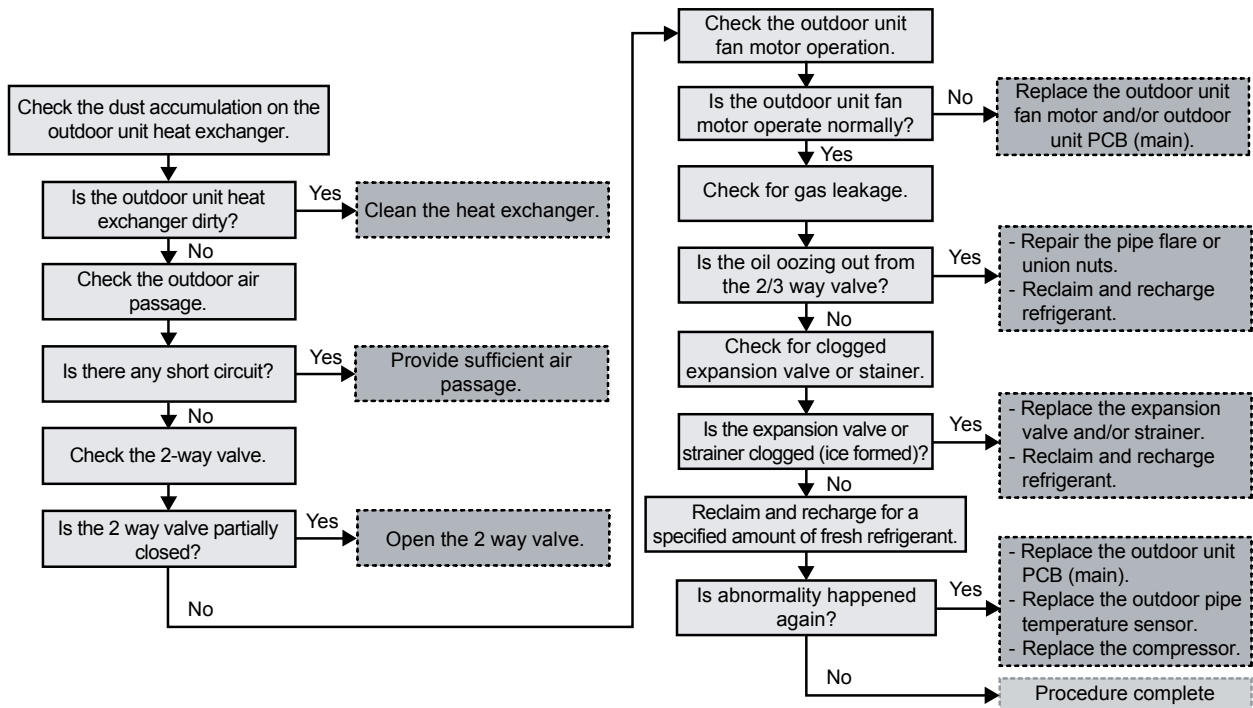 Check the dust accumulation on the
outdoor unit heat exchanger.
Is the outdoor unit heat
exchanger dirty?
Yes
Clean the heat exchanger.
No
Check the outdoor air
passage.
Is there any short circuit?
Yes
Provide sufficient air
passage.
No
Check the 2-way valve.
Is the 2 way valve partially
closed?
Yes
Open the 2 way valve.
No
Check the outdoor unit
fan motor operation.
Is the outdoor unit fan
motor operate normally?
No
Replace the outdoor unit
fan motor and/or outdoor
unit PCB (main).
Yes
Check for gas leakage.
Is the oil oozing out from
the 2/3 way valve?
Yes
- Repair the pipe flare or
union nuts.
- Reclaim and recharge
refrigerant.
No
Check for clogged
expansion valve or stainer.
Is the expansion valve or
strainer clogged (ice formed)?
Yes
- Replace the expansion
valve and/or strainer.
- Reclaim and recharge
refrigerant.
No
Reclaim and recharge for a
specified amount of fresh refrigerant.
Is abnormality happened
again?
Yes
- Replace the outdoor unit
PCB (main).
- Replace the outdoor pipe
temperature sensor.
- Replace the compressor.
No
Procedure complete